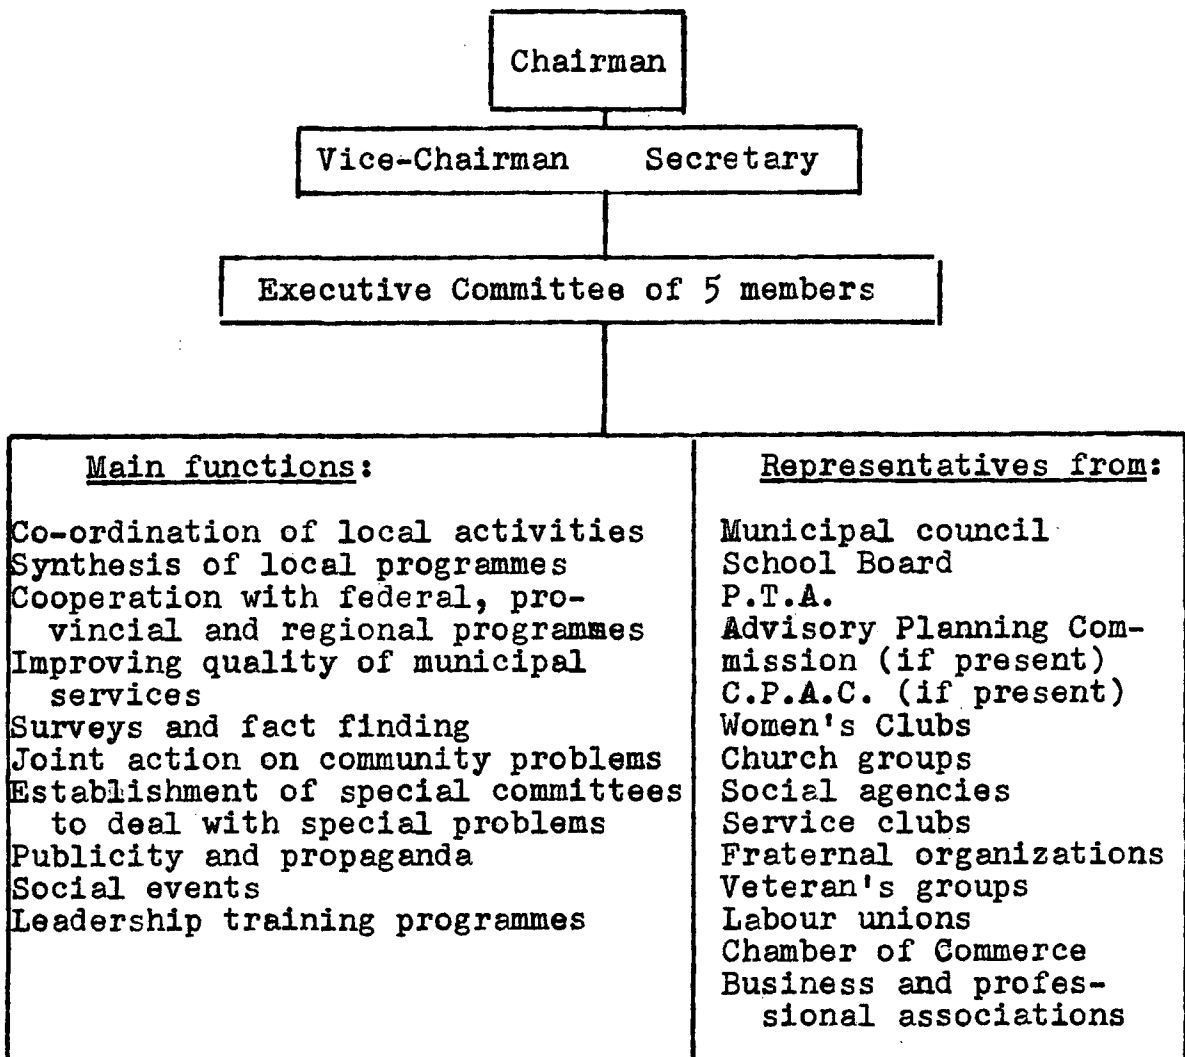 Chairman
Vice-Chairman Secretary
Executive Committee of 5 members
Main functions:
Co-ordination of local activities
Synthesis of local programmes
Cooperation with federal, pro-
vincial and regional programmes
Improving quality of municipal
services
Surveys and fact finding
Joint action on community problems
Establishment of special committees
to deal with special problems
Publicity and propaganda
Social events
Leadership training programmes
Representatives from:
Municipal council
School Board
P.T.A.
Advisory Planning Com-
mission (if present)
C.P.A.C. (if present)
Women's Clubs
Church groups
Social agencies
Service clubs
Fraternal organizations
Veteran's groups
Labour unions
Chamber of Commerce
Business and profes-
sional associations